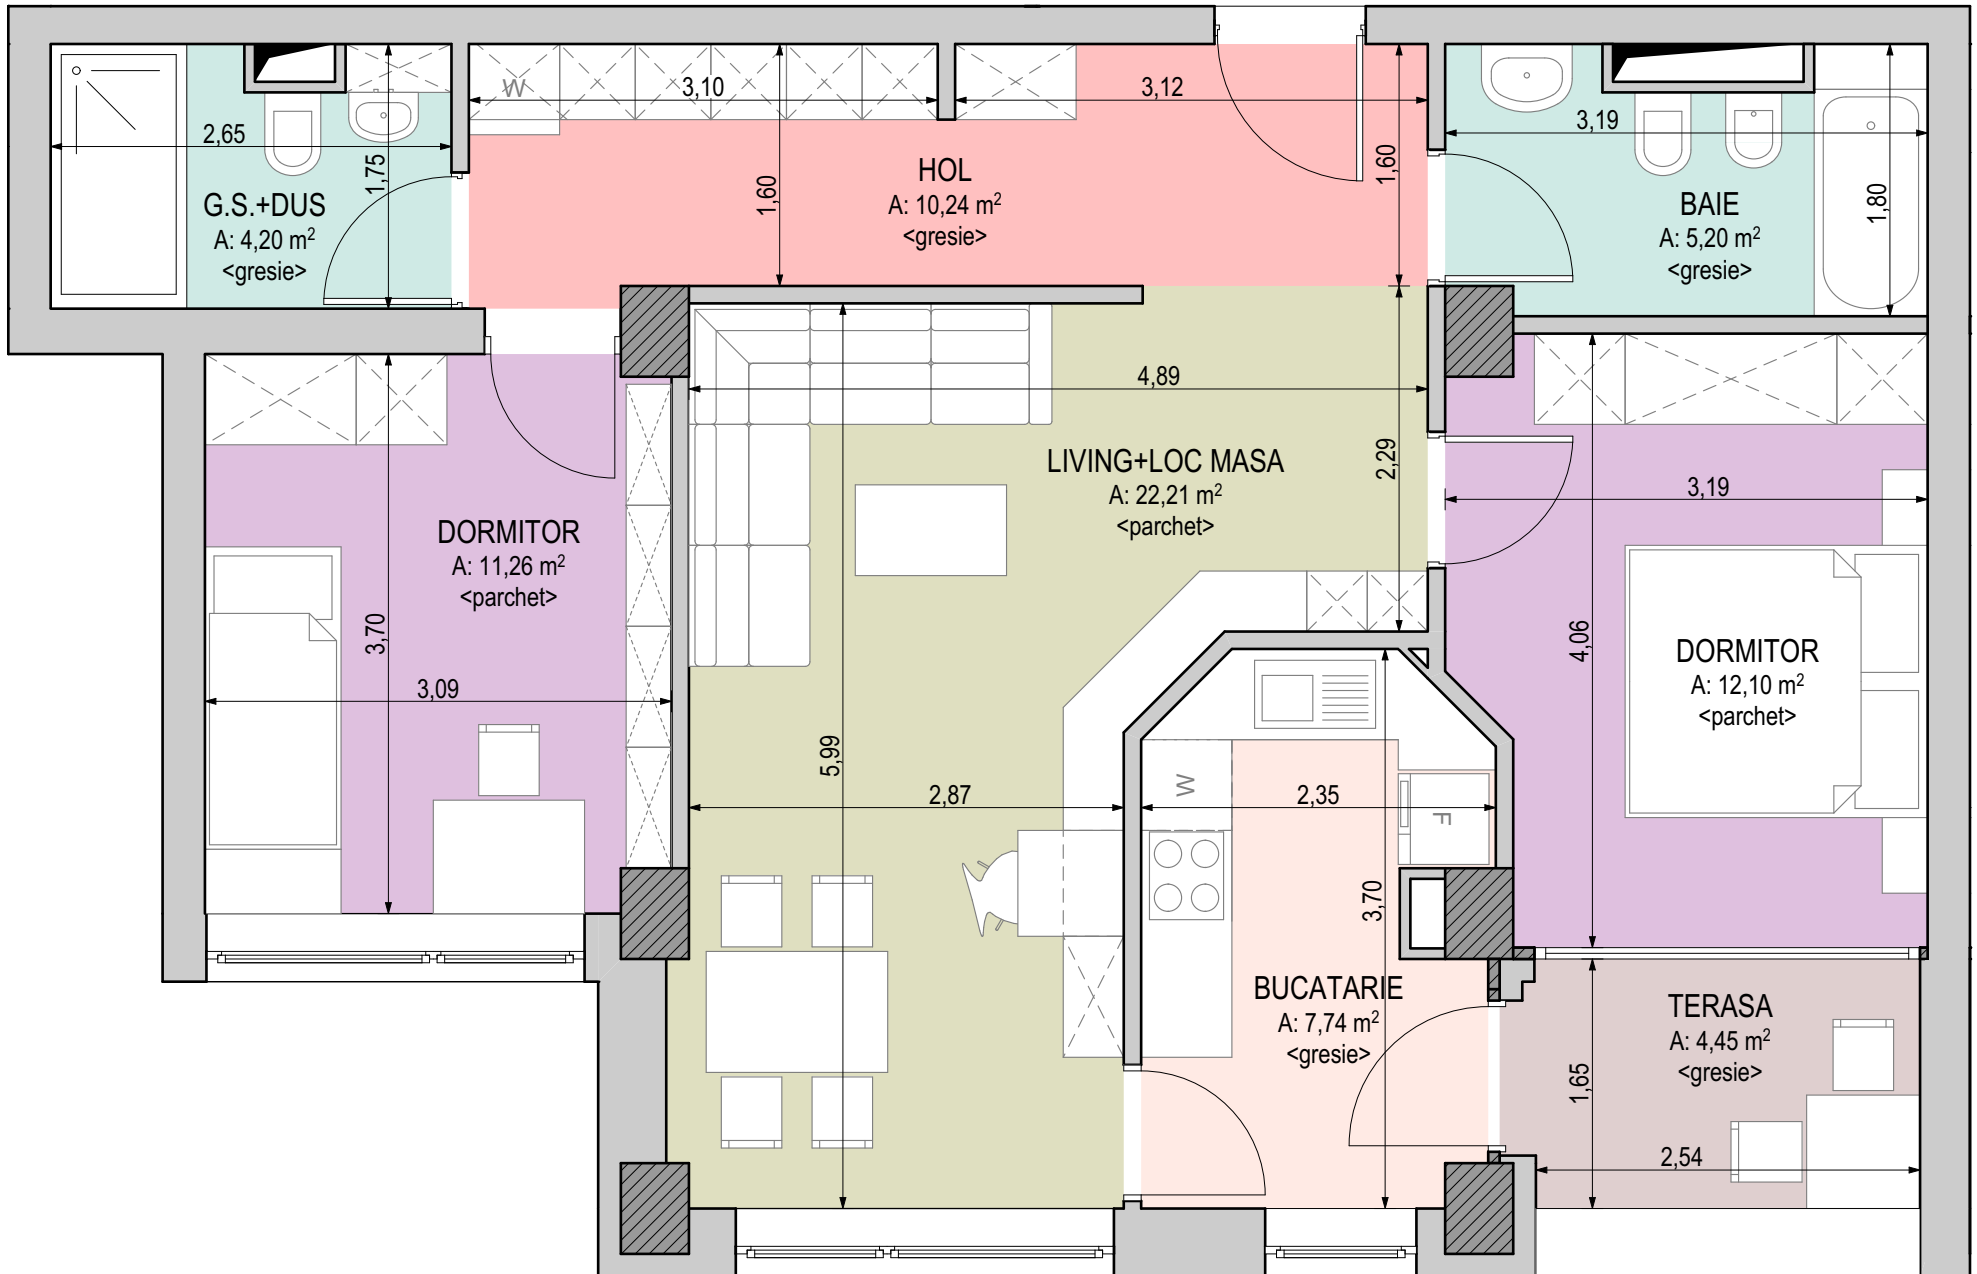 3,10
3,12
2,65
1,75
1,60
1,60
3,19
1,80
W
G.S.+DUS
A: 4,20 m²
<gresie>
HOL
A: 10,24 m²
<gresie>
BAIE
A: 5,20 m²
<gresie>
4,89
2,29
LIVING+LOC MASA
A: 22,21 m²
<parchet>
3,19
DORMITOR
A: 11,26 m²
<parchet>
3,70
3,09
4,06
DORMITOR
A: 12,10 m²
<parchet>
5,99
2,87
W
2,35
F
3,70
BUCATARIE
A: 7,74 m²
<gresie>
TERASA
A: 4,45 m²
<gresie>
1,65
2,54